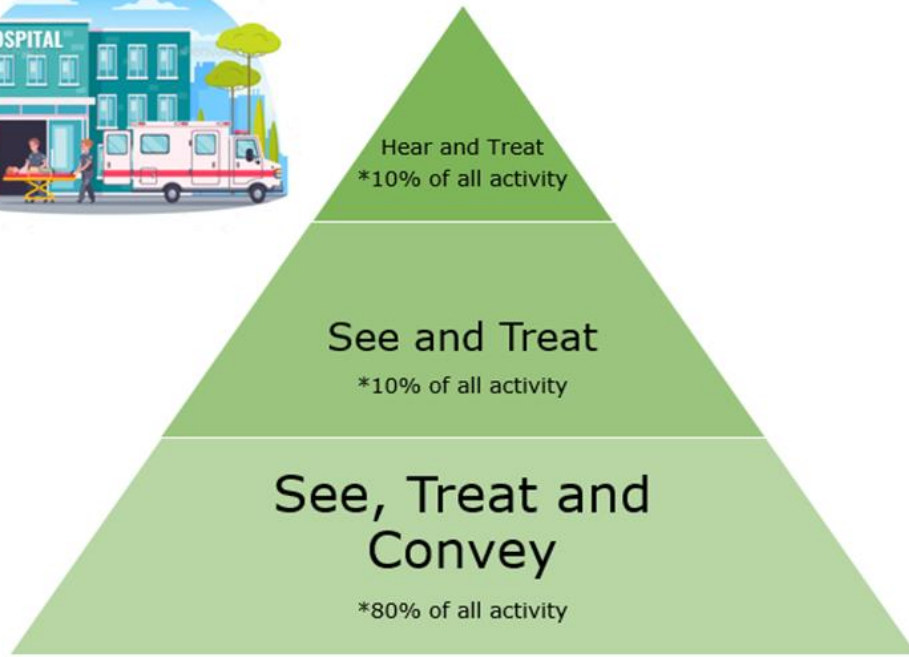 OSPITAL
Hear and Treat
*10% of all activity
See and Treat
*10% of all activity
See, Treat and
Convey
*80% of all activity